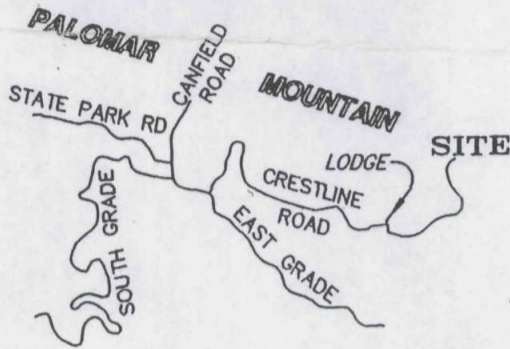 PALOMAR
MOUNTAIN
CANFIELD
ROAD
STATE PARK RD
LODGE
SITE
CRESTLINE
ROAD
SOUTH GRADE
EAST GRADE